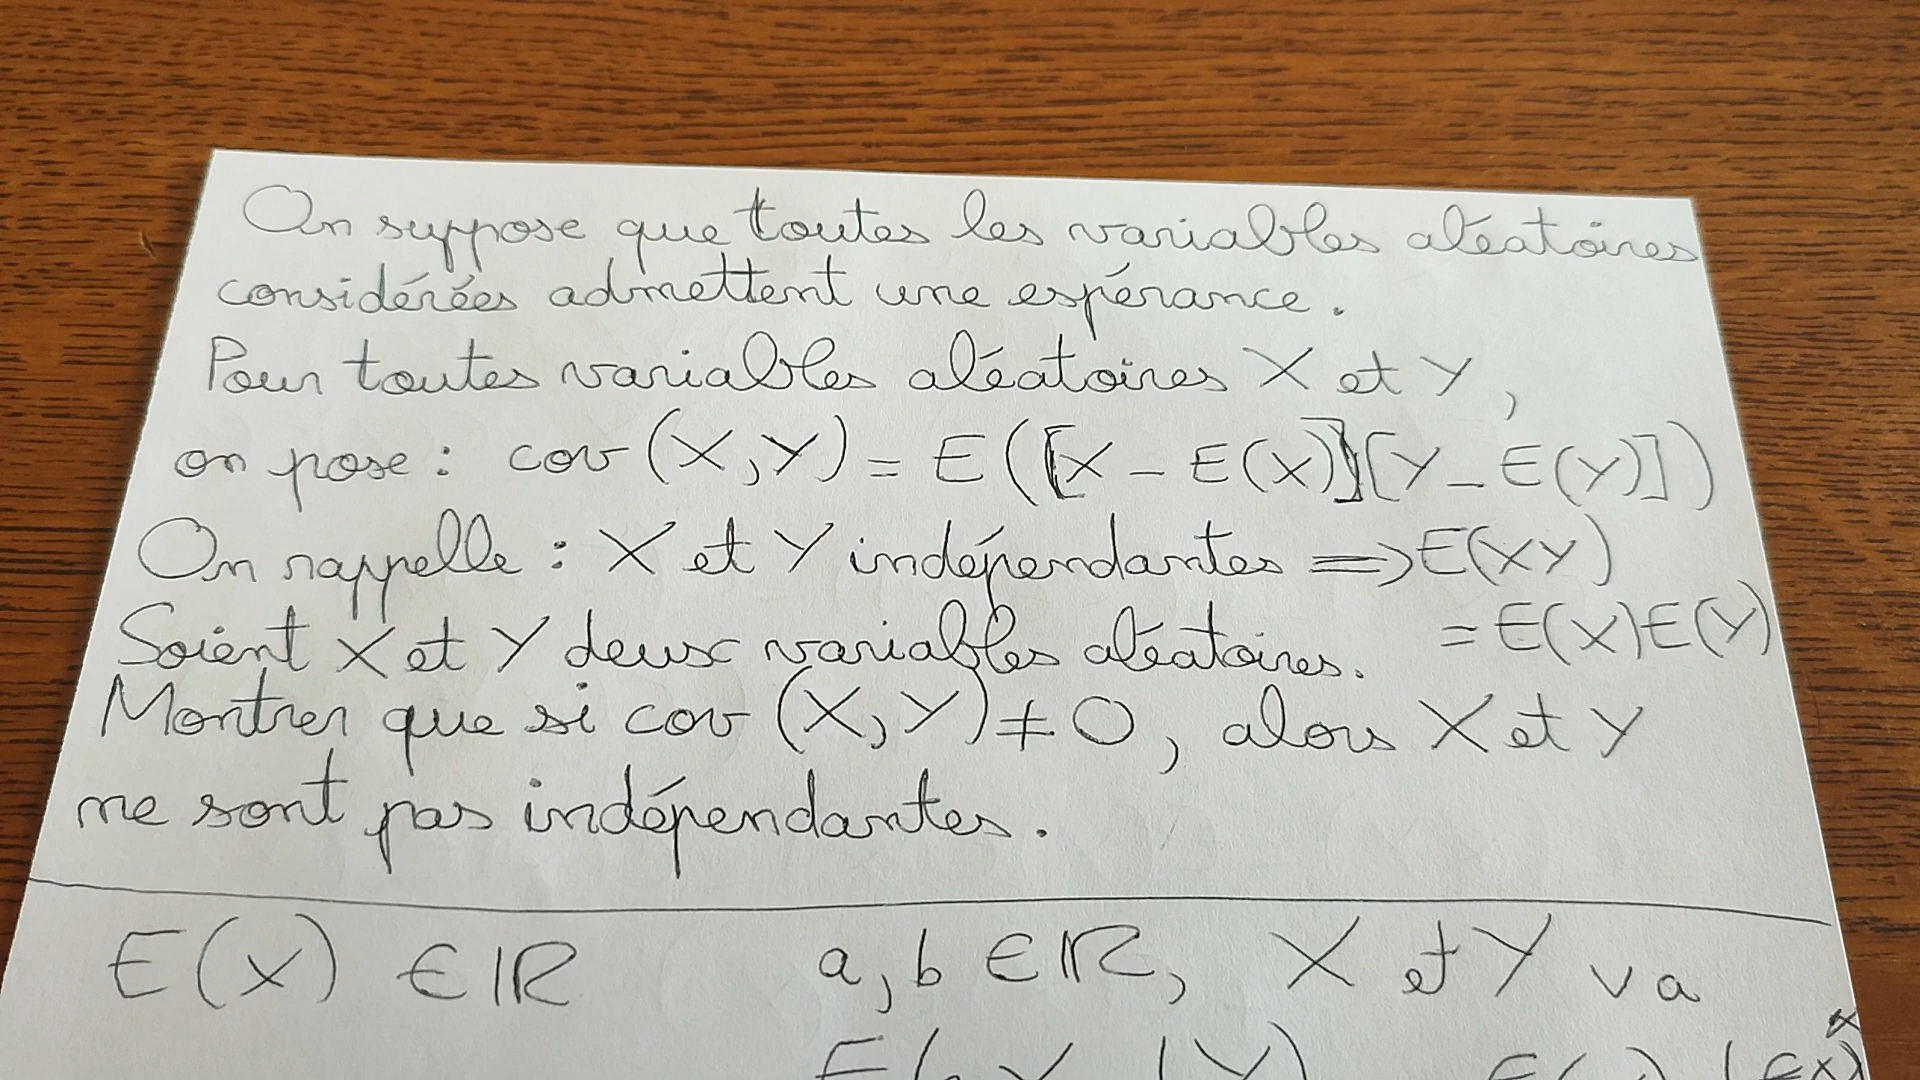 On suppose que toutes les variables aléatoires
considérées admettent une espérance.
Pour toutes variables aléatoires X et Y,
on pose : cov (X, Y) = E([X - E(X)][Y - E(Y)])
On rappelle : X et Y indépendantes => E(XY)
= E(X)E(Y)
Soient X et Y deux variables aléatoires.
Montrer que si cov (X, Y) ≠ 0, alors X et Y
ne sont pas indépendantes.
E(X) ∈ ℝ a, b ∈ ℝ, X et Y va